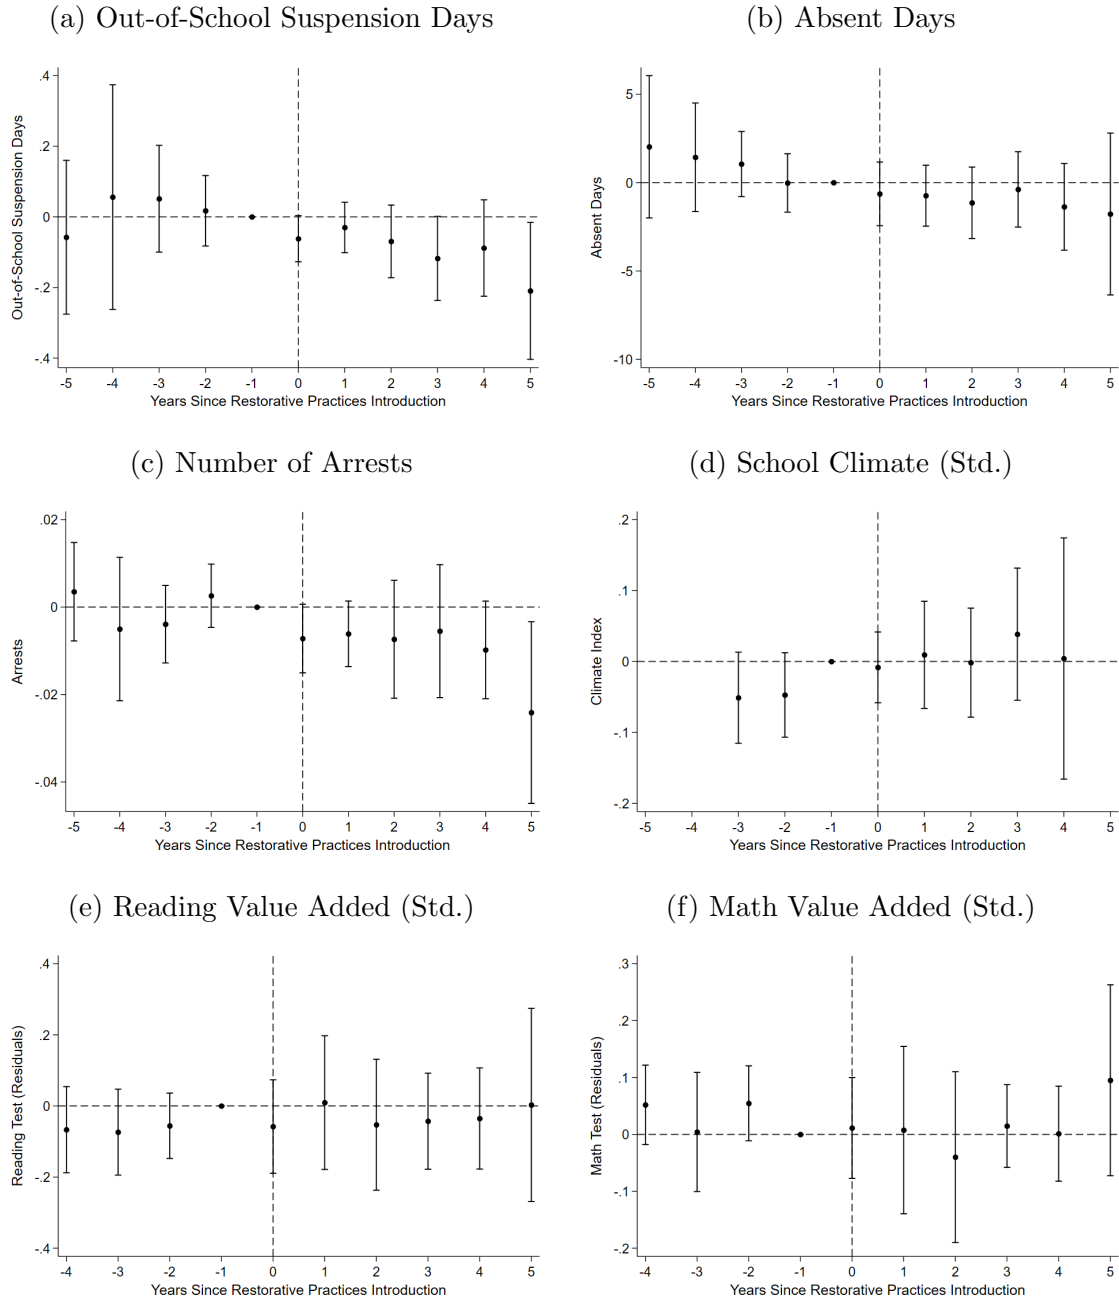 (a) Out-of-School Suspension Days
Out-of-School Suspension Days
.4
.2
0
-.2
-.4
-5 -4 -3 -2 -1 0 1 2 3 4 5
Years Since Restorative Practices Introduction
(b) Absent Days
Absent Days
5
0
-5
-10
-5 -4 -3 -2 -1 0 1 2 3 4 5
Years Since Restorative Practices Introduction
(c) Number of Arrests
Arrests
.02
0
-.02
-.04
-5 -4 -3 -2 -1 0 1 2 3 4 5
Years Since Restorative Practices Introduction
(d) School Climate (Std.)
Climate Index
.2
.1
0
-.1
-.2
-5 -4 -3 -2 -1 0 1 2 3 4 5
Years Since Restorative Practices Introduction
(e) Reading Value Added (Std.)
Reading Test (Residuals)
.4
.2
0
-.2
-.4
-4 -3 -2 -1 0 1 2 3 4 5
Years Since Restorative Practices Introduction
(f) Math Value Added (Std.)
Math Test (Residuals)
.3
.2
.1
0
-.1
-.2
-4 -3 -2 -1 0 1 2 3 4 5
Years Since Restorative Practices Introduction